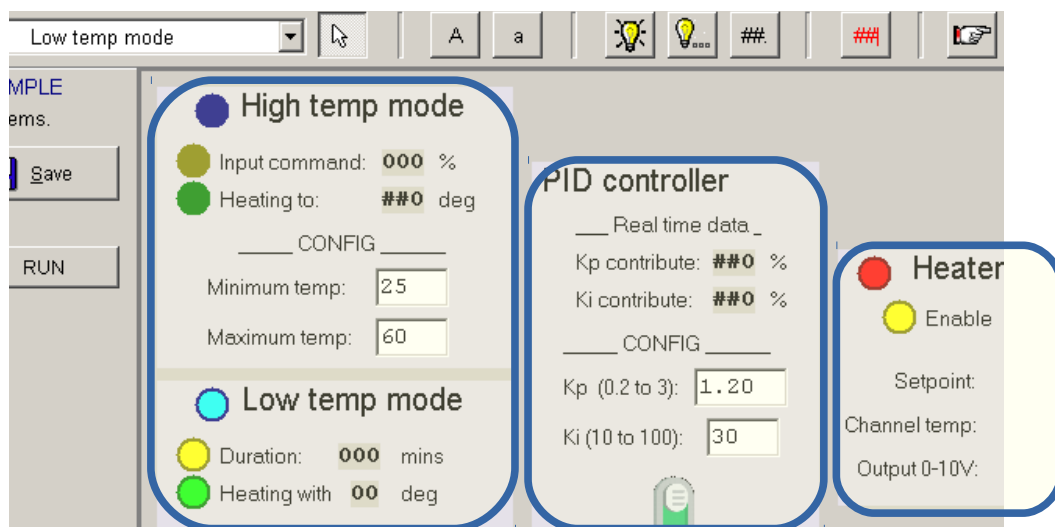 Low temp mode
A
a
##.
##
MPLE
ems.
Save
RUN
High temp mode
Input command: 000 %
Heating to: ##0 deg
____ CONFIG ____
Minimum temp: 25
Maximum temp: 60
Low temp mode
Duration: 000 mins
Heating with 00 deg
PID controller
___ Real time data _
Kp contribute: ##0 %
Ki contribute: ##0 %
_____ CONFIG ______
Kp (0.2 to 3): 1.20
Ki (10 to 100): 30
Heater
Enable
Setpoint:
Channel temp:
Output 0-10V: